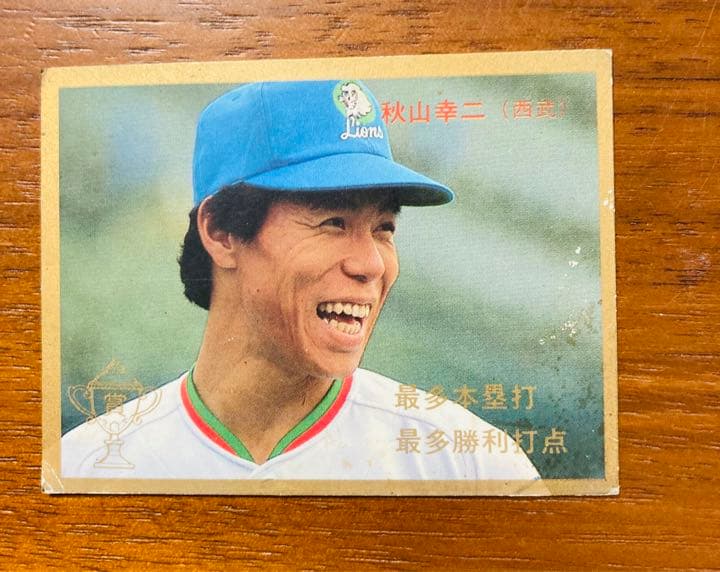 Lions
秋山幸二（西武）
賞
最多本塁打
最多勝利打点